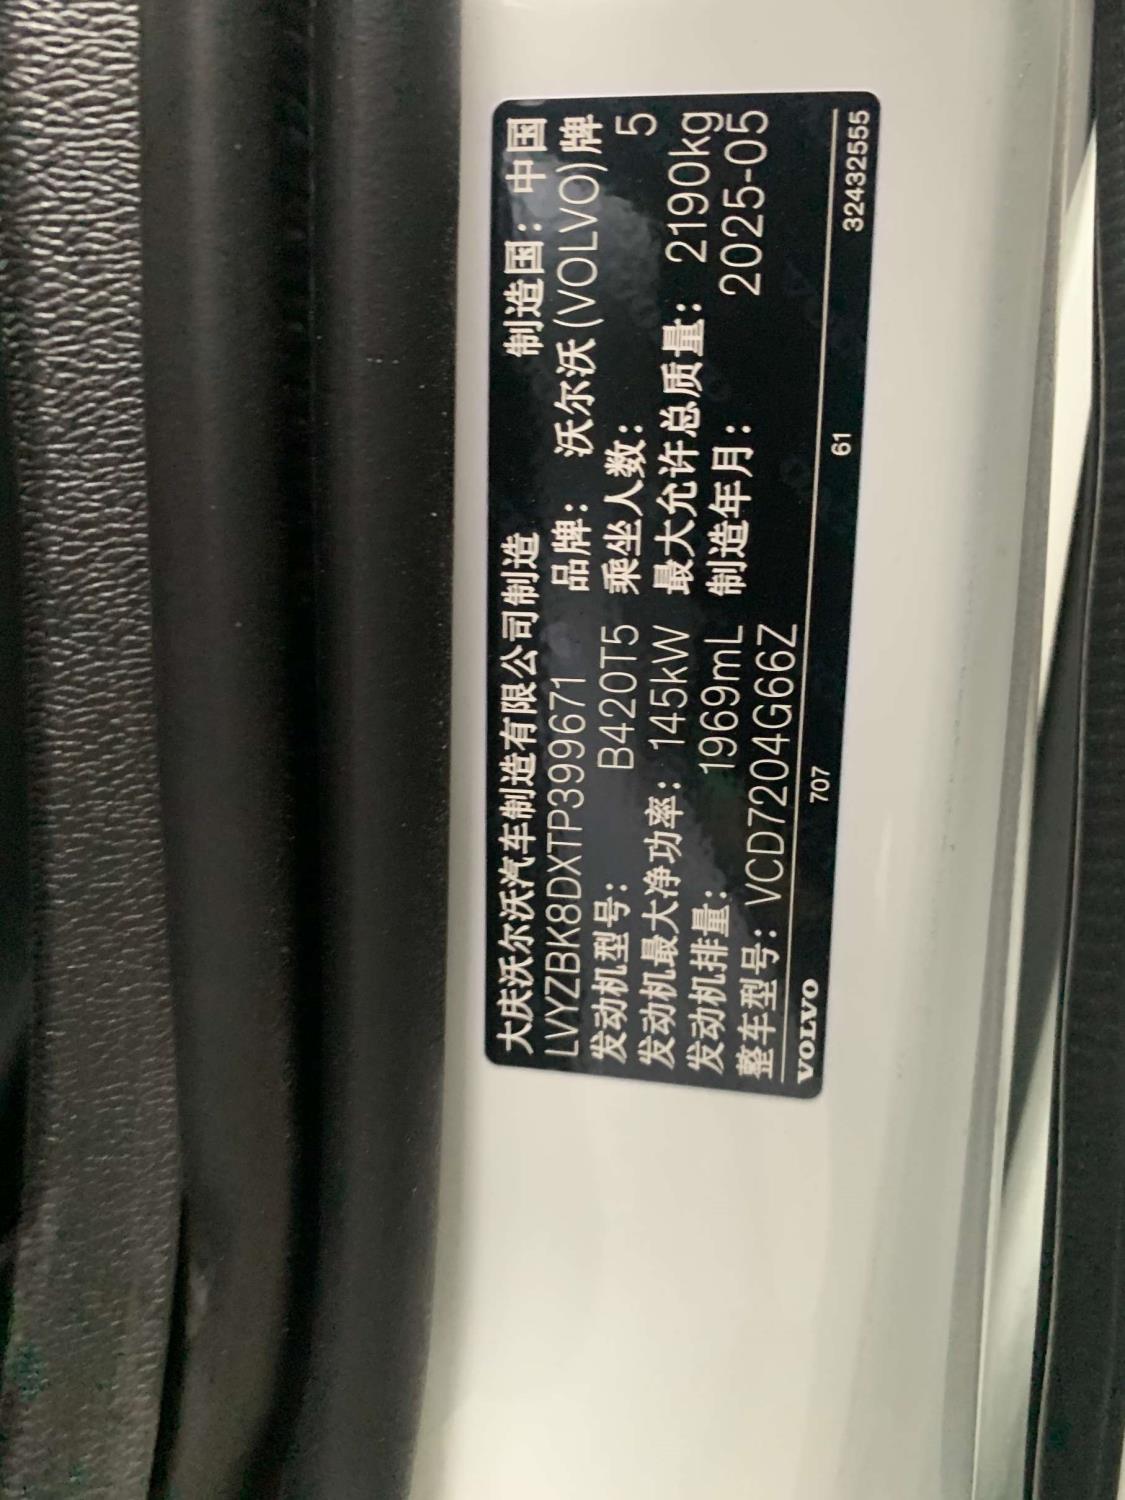 大庆沃尔沃汽车制造有限公司制造 制造国：中国
LVYZBK8DXTP399671 品牌：沃尔沃(VOLVO)牌
发动机型号： B420T5 乘坐人数： 5
发动机最大净功率：145kW 最大允许总质量：2190kg
发动机排量： 1969mL 制造年月： 2025-05
整车型号：VCD7204G66Z
VOLVO 707 61 32432555